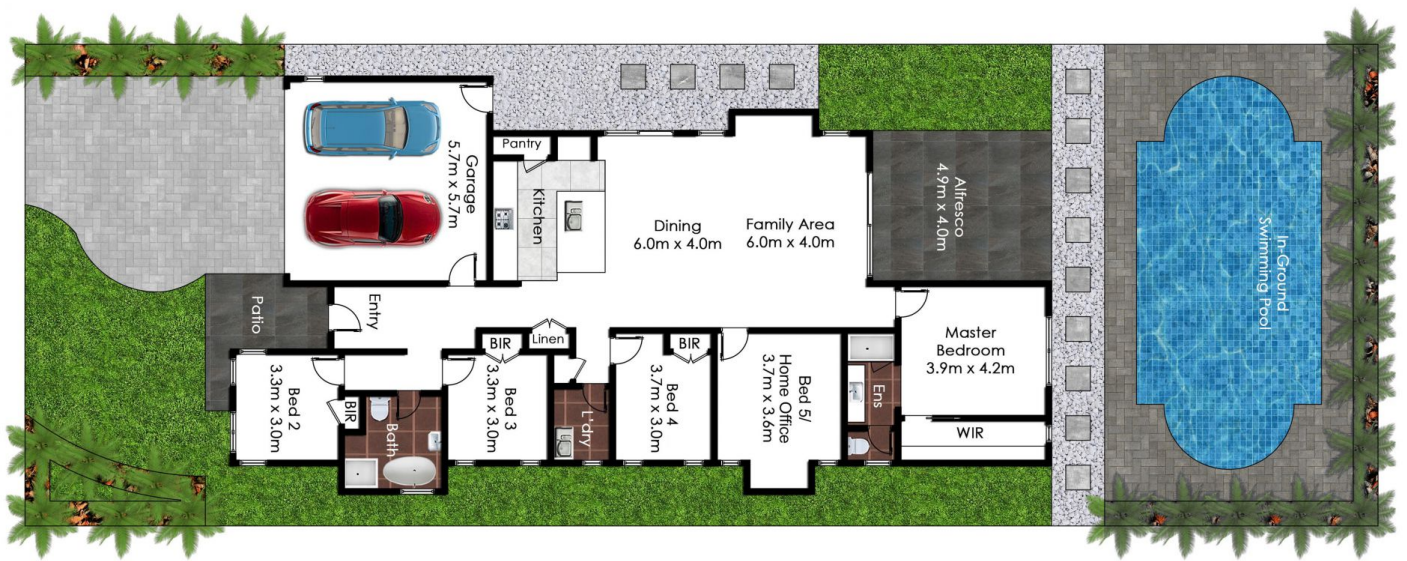 Garage
5.7m x 5.7m
Pantry
Kitchen
Dining
6.0m x 4.0m
Family Area
6.0m x 4.0m
Alfresco
4.9m x 4.0m
In-Ground
Swimming Pool
Patio
Entry
BIR
Linen
BIR
Master
Bedroom
3.9m x 4.2m
Bed 2
3.3m x 3.0m
BIR
Bath
Bed 3
3.3m x 3.0m
L'dry
Bed 4
3.7m x 3.0m
Bed 5/
Home Office
3.7m x 3.6m
Ens
WIR